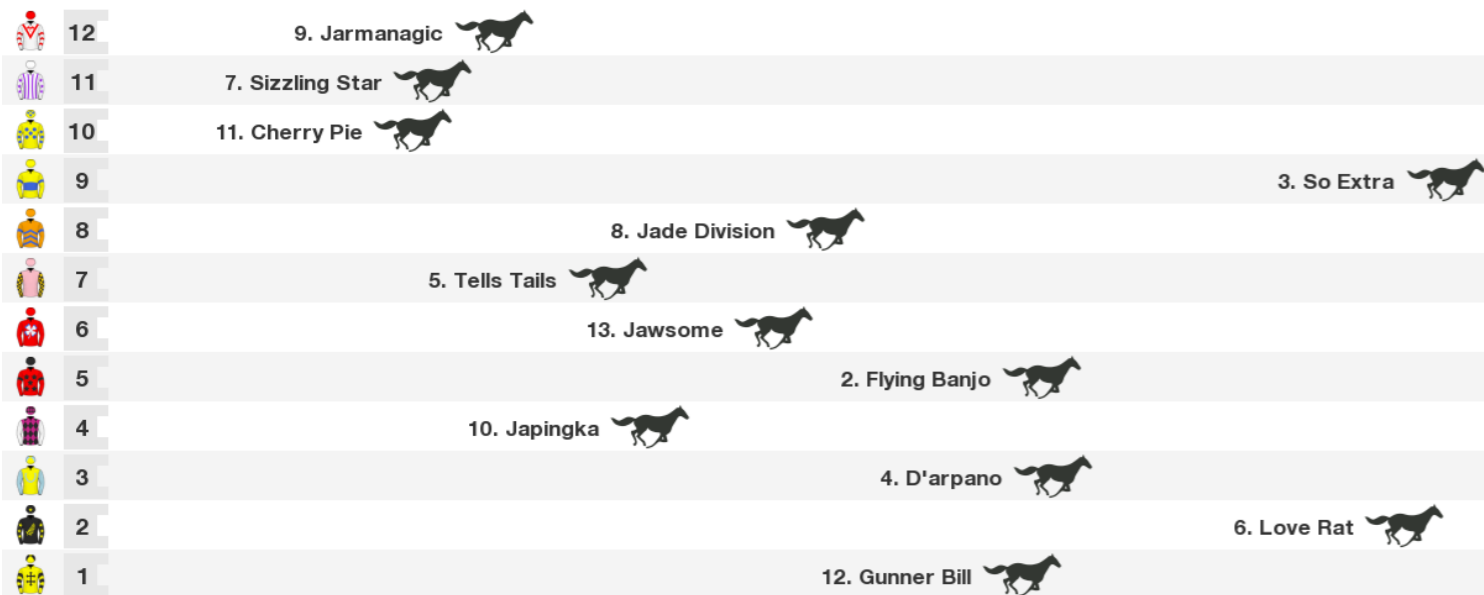 12 9. Jarmanagic
11 7. Sizzling Star
10 11. Cherry Pie
9 3. So Extra
8 8. Jade Division
7 5. Tells Tails
6 13. Jawsome
5 2. Flying Banjo
4 10. Japingka
3 4. D'arpano
2 6. Love Rat
1 12. Gunner Bill